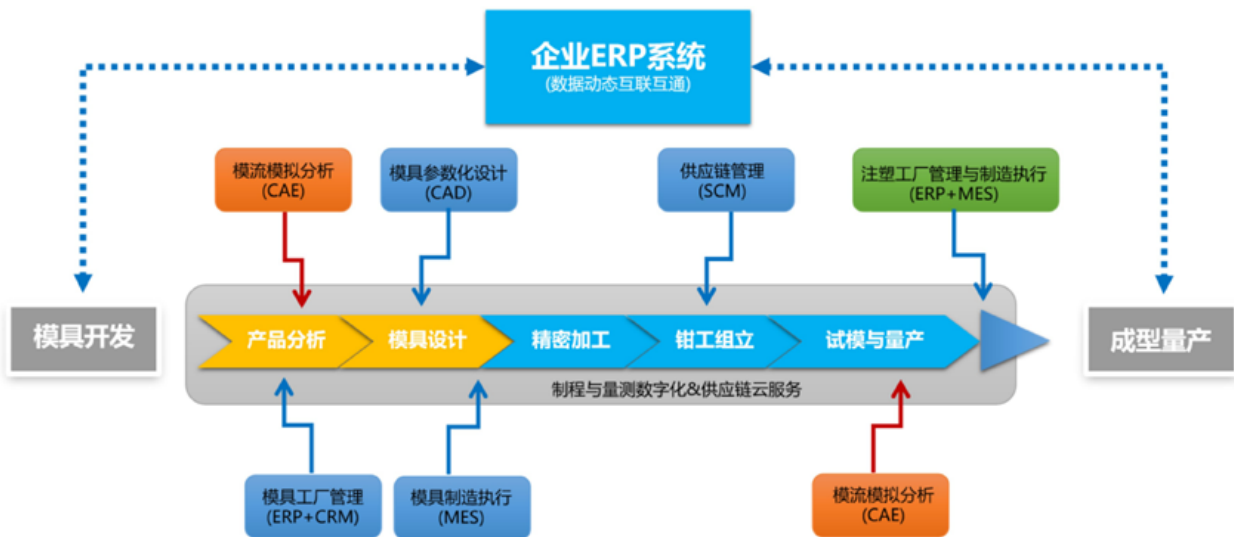 企业ERP系统
(数据动态互联互通)
模流模拟分析
(CAE)
模具参数化设计
(CAD)
供应链管理
(SCM)
注塑工厂管理与制造执行
(ERP+MES)
模具开发
产品分析
模具设计
精密加工
钳工组立
试模与量产
成型量产
制程与量测数字化&供应链云服务
模具工厂管理
(ERP+CRM)
模具制造执行
(MES)
模流模拟分析
(CAE)